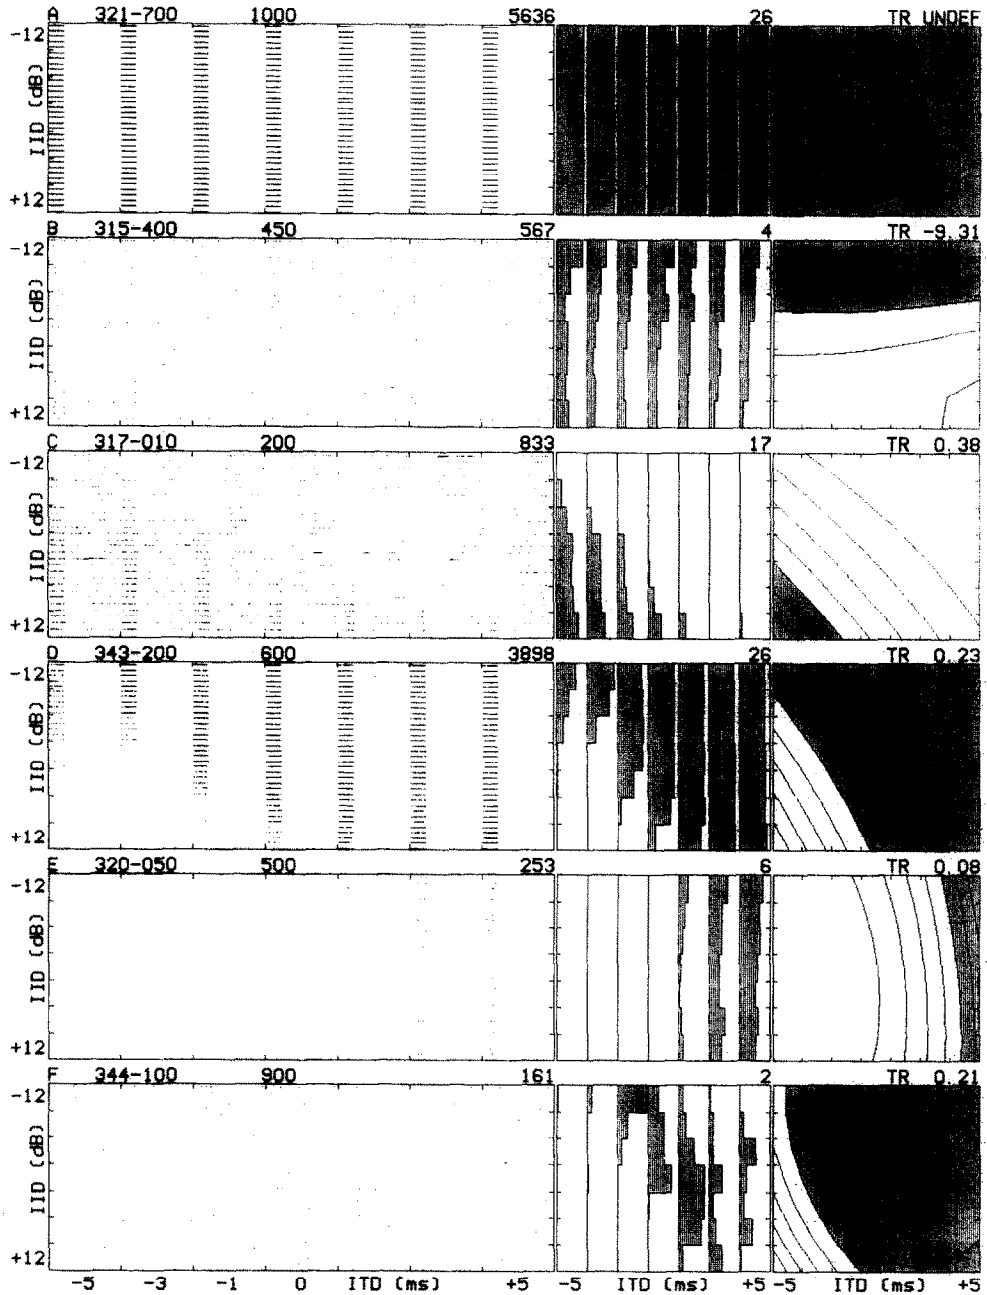 A 321-700 1000 5636 26 TR UNDEF
-12
IID (dB)
+12
B 315-400 450 567 4 TR -9.31
-12
IID (dB)
+12
C 317-010 200 833 17 TR 0.38
-12
IID (dB)
+12
D 343-200 600 3898 26 TR 0.23
-12
IID (dB)
+12
E 320-050 500 253 6 TR 0.08
-12
IID (dB)
+12
F 344-100 900 161 2 TR 0.21
-12
IID (dB)
+12
-5 -3 -1 0 ITD (ms) +5 -5 ITD (ms) +5 -5 ITD (ms) +5